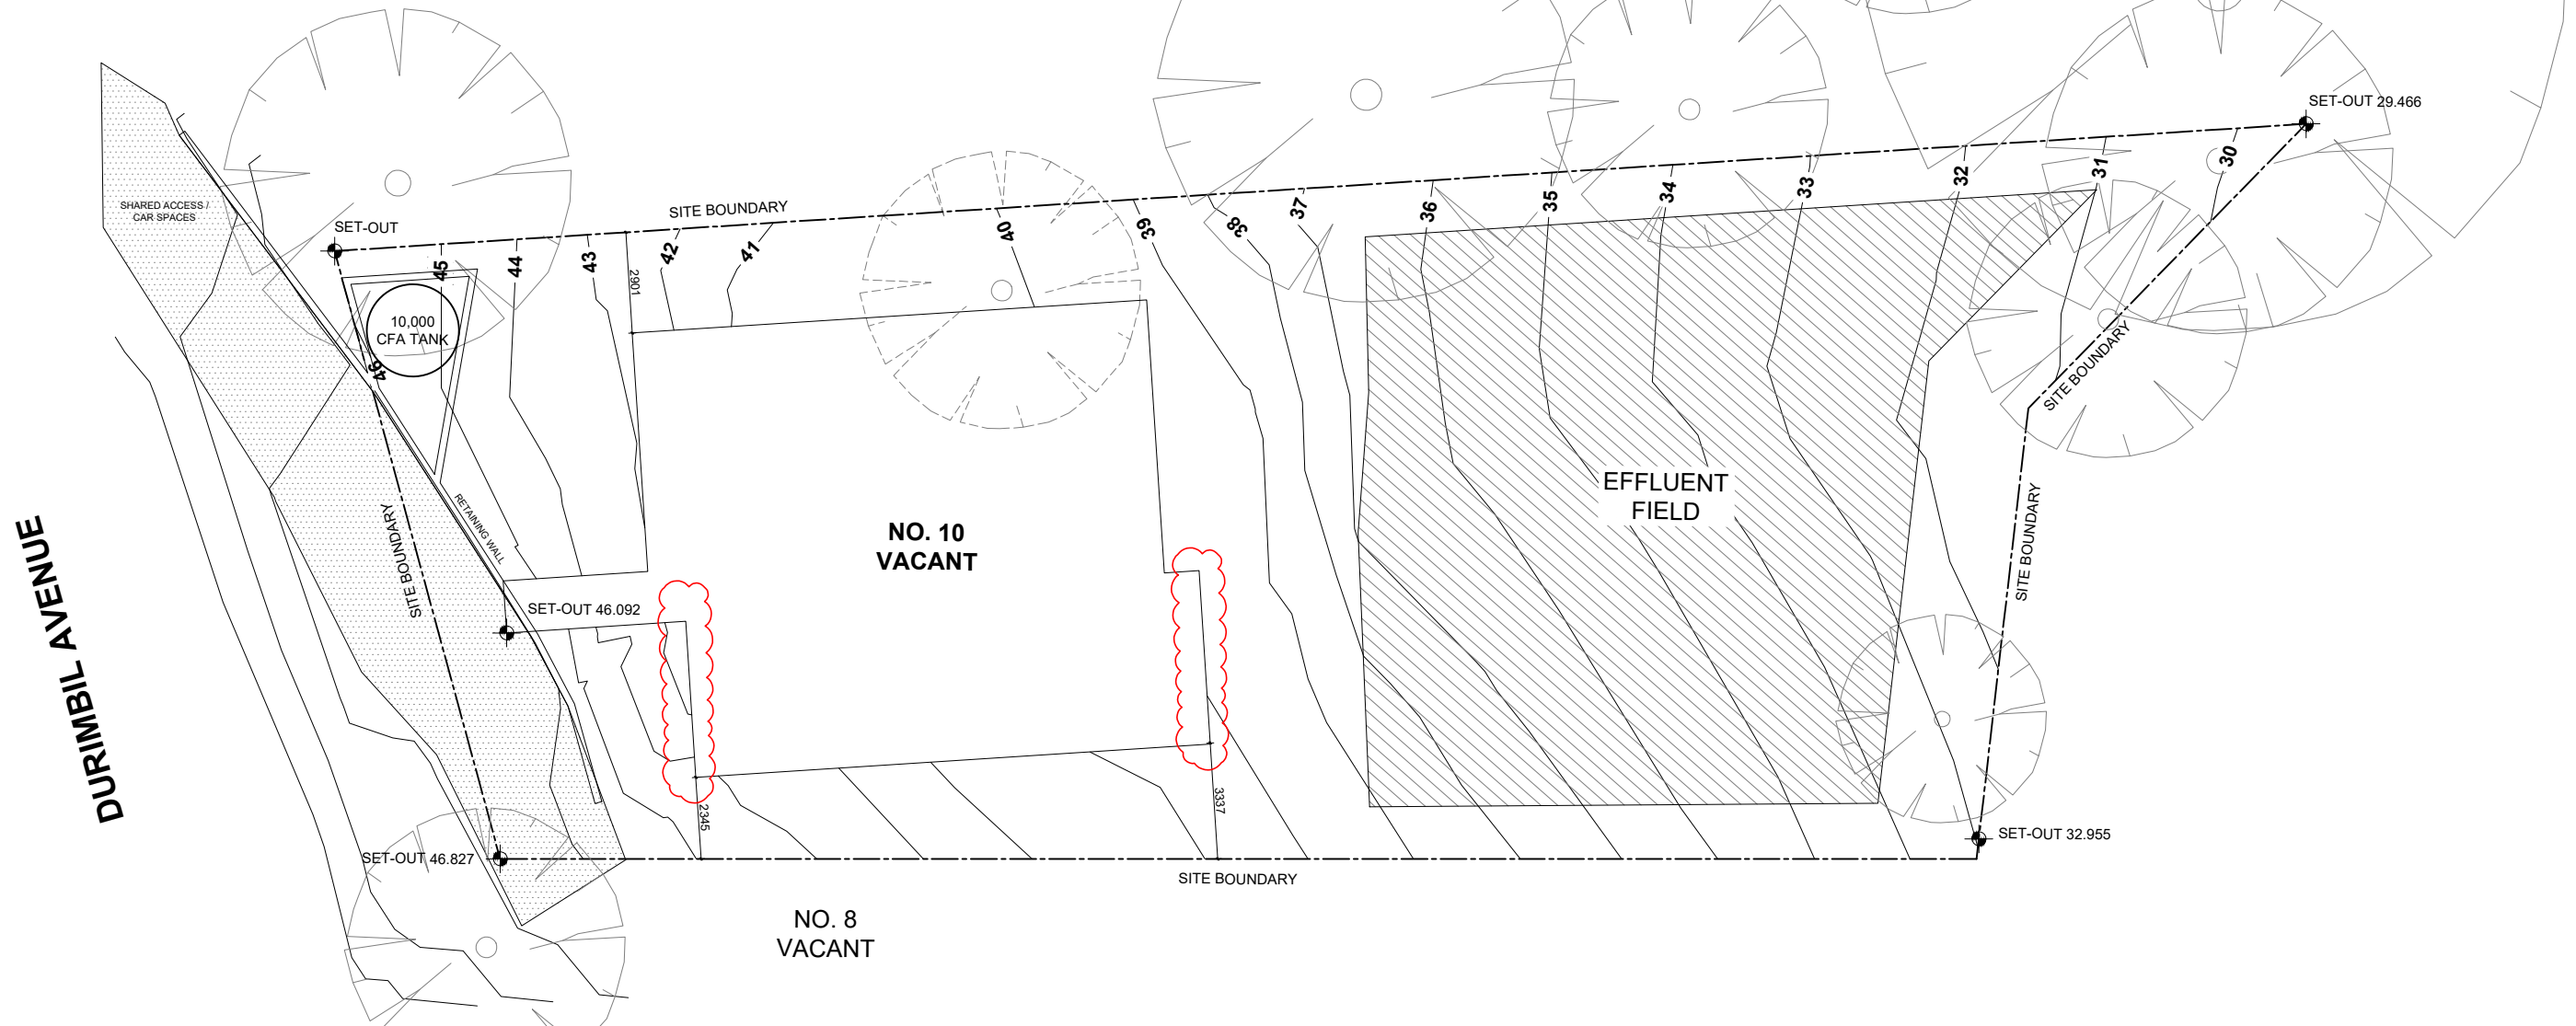 SET-OUT 29.466
SHARED ACCESS /
CAR SPACES
SET-OUT
SITE BOUNDARY
46
45
44
43
42
41
40
39
38
37
36
35
34
33
32
31
30
2901
10,000
CFA TANK
SITE BOUNDARY
EFFLUENT
FIELD
NO. 10
VACANT
RETAINING WALL
SITE BOUNDARY
SITE BOUNDARY
DURIMBIL AVENUE
SET-OUT 46.092
2345
3337
SET-OUT 32.955
SET-OUT 46.827
SITE BOUNDARY
NO. 8
VACANT